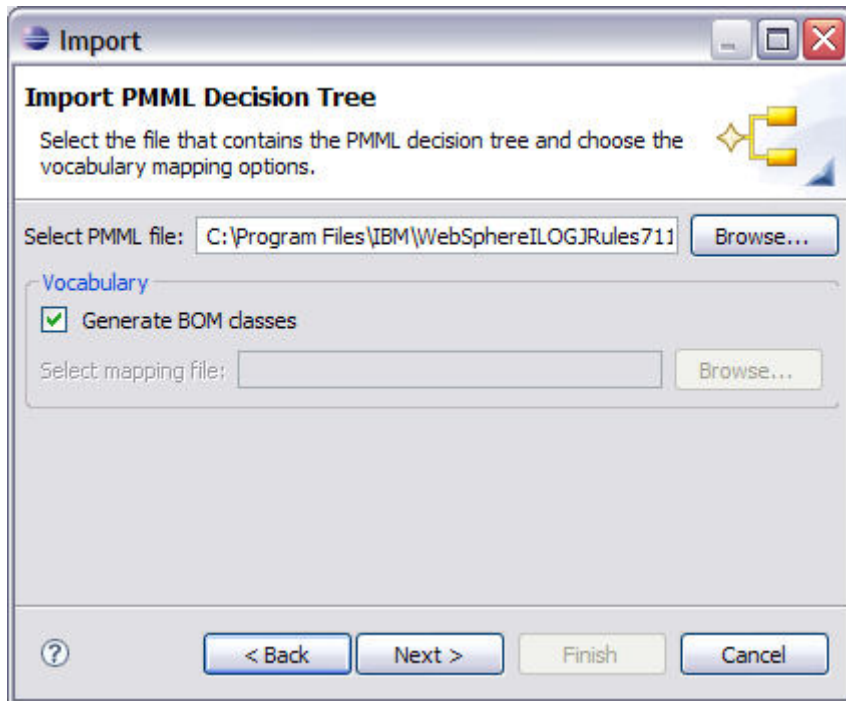 Import
Import PMML Decision Tree
Select the file that contains the PMML decision tree and choose the
vocabulary mapping options.
Select PMML file: C:\Program Files\IBM\WebSphereILOGJRules711 Browse...
Vocabulary
Generate BOM classes
Select mapping file: Browse...
? < Back Next > Finish Cancel